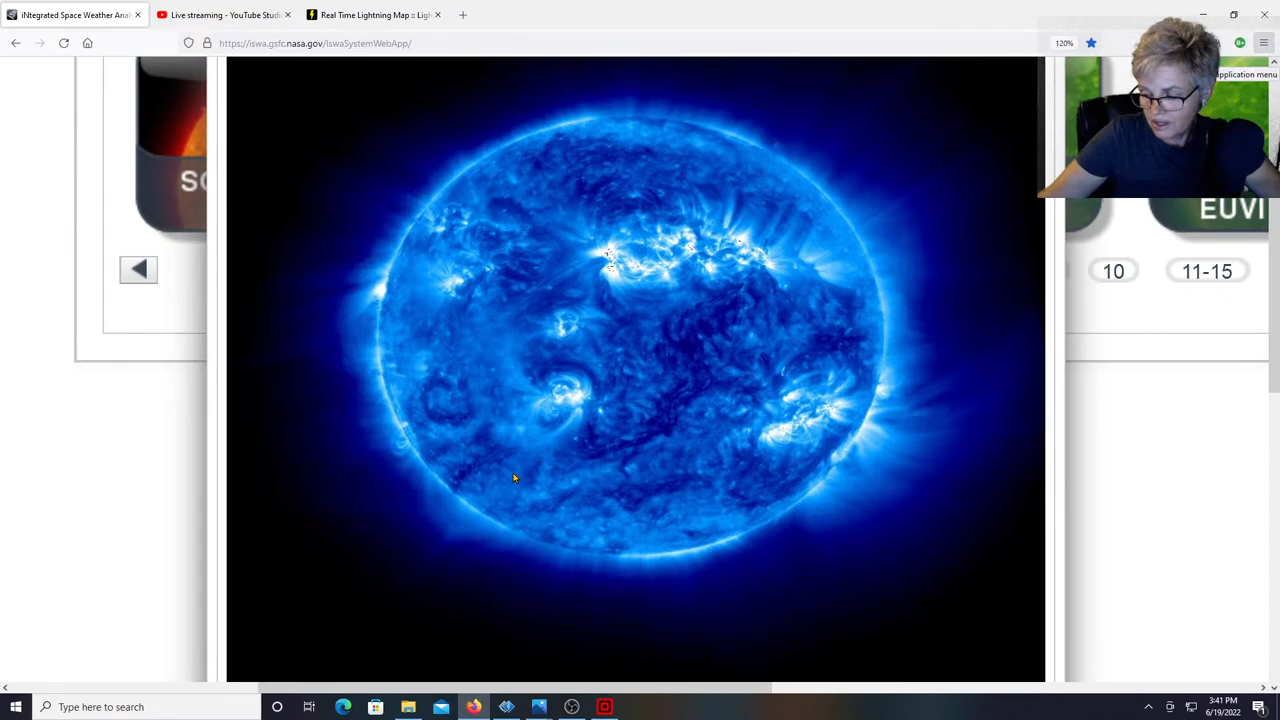 iNtegrated Space Weather Ana
Live streaming - YouTube Studi
Real Time Lightning Map :: Ligh
https://iswa.gsfc.nasa.gov/IswaSystemWebApp/
120%
application menu
SO
EUVI
10
11-15
Type here to search
3:41 PM
6/19/2022